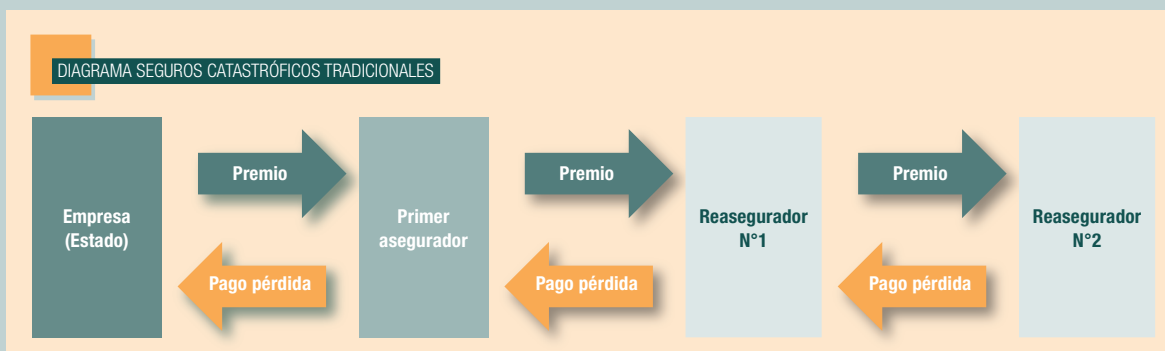 DIAGRAMA SEGUROS CATASTRÓFICOS TRADICIONALES
Empresa
(Estado)
Premio
Pago pérdida
Primer
asegurador
Premio
Pago pérdida
Reasegurador
N°1
Premio
Pago pérdida
Reasegurador
N°2